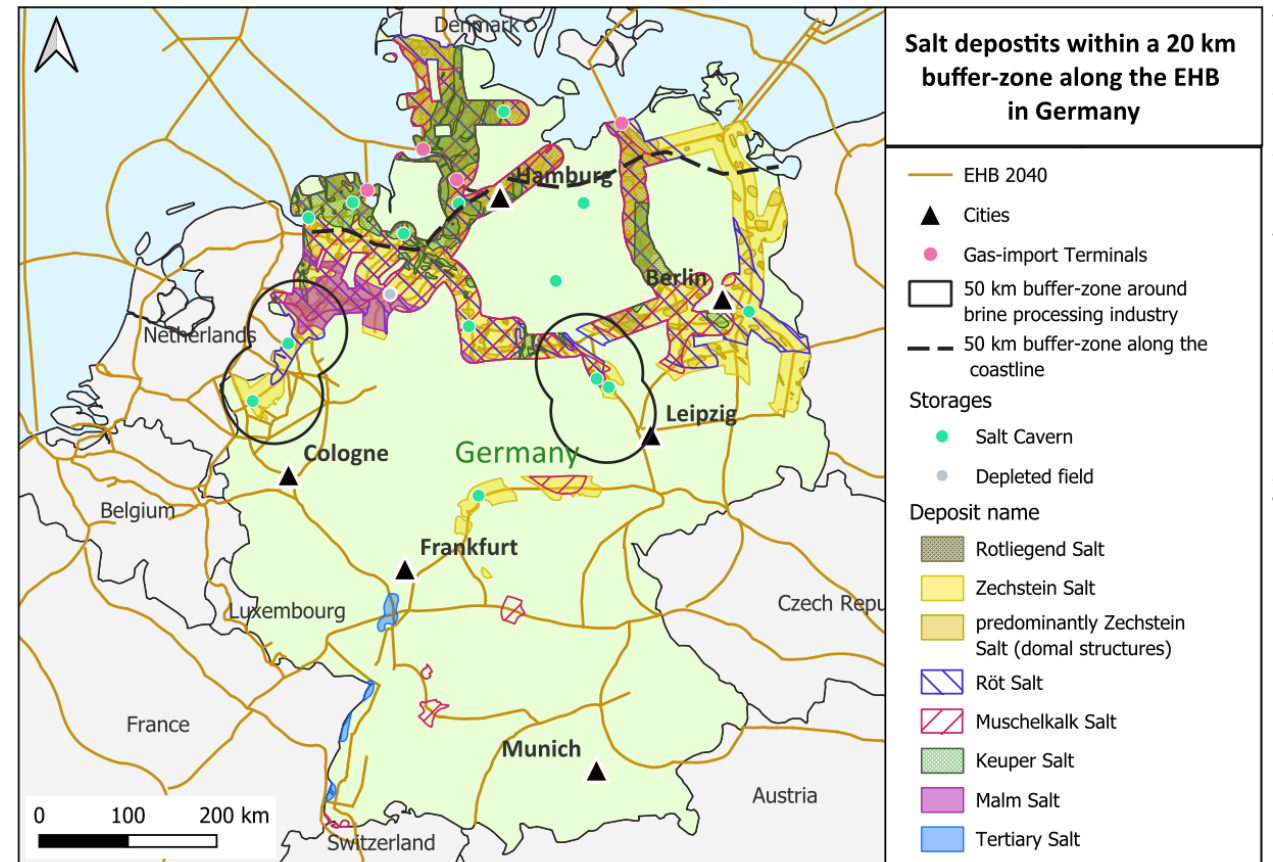 Denmark
Hamburg
Berlin
Netherlands
Leipzig
Cologne
Germany
Belgium
Frankfurt
Luxembourg
Czech Repu
France
Munich
Austria
0 100 200 km
Switzerland
Salt depostits within a 20 km
buffer-zone along the EHB
in Germany
EHB 2040
Cities
Gas-import Terminals
50 km buffer-zone around
brine processing industry
50 km buffer-zone along the
coastline
Storages
Salt Cavern
Depleted field
Deposit name
Rotliegend Salt
Zechstein Salt
predominantly Zechstein
Salt (domal structures)
Röt Salt
Muschelkalk Salt
Keuper Salt
Malm Salt
Tertiary Salt